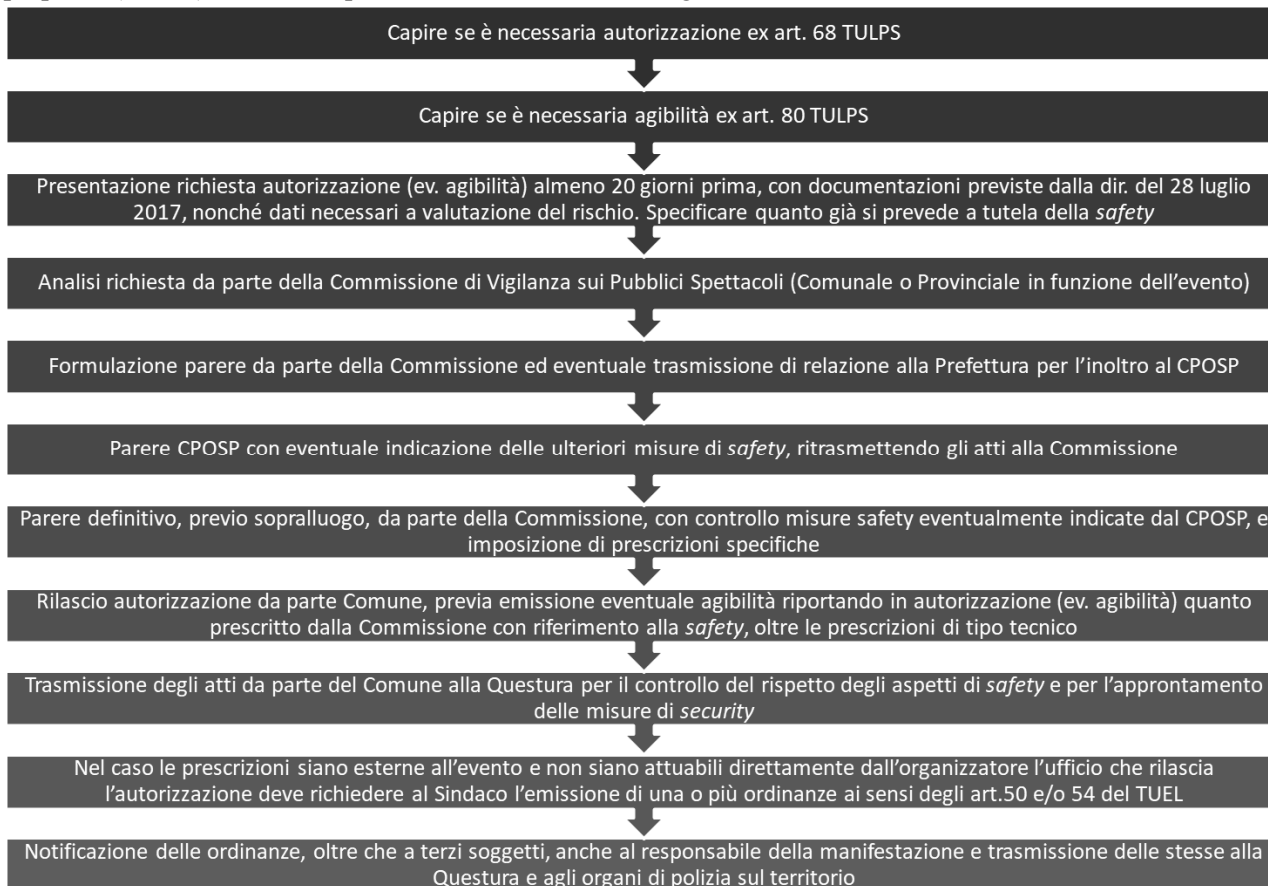 Capire se è necessaria autorizzazione ex art. 68 TULPS
Capire se è necessaria agibilità ex art. 80 TULPS
Presentazione richiesta autorizzazione (ev. agibilità) almeno 20 giorni prima, con documentazioni previste dalla dir. del 28 luglio
2017, nonché dati necessari a valutazione del rischio. Specificare quanto già si prevede a tutela della safety
Analisi richiesta da parte della Commissione di Vigilanza sui Pubblici Spettacoli (Comunale o Provinciale in funzione dell'evento)
Formulazione parere da parte della Commissione ed eventuale trasmissione di relazione alla Prefettura per l'inoltro al CPOSP
Parere CPOSP con eventuale indicazione delle ulteriori misure di safety, ritrasmettendo gli atti alla Commissione
Parere definitivo, previo sopralluogo, da parte della Commissione, con controllo misure safety eventualmente indicate dal CPOSP, e
imposizione di prescrizioni specifiche
Rilascio autorizzazione da parte Comune, previa emissione eventuale agibilità riportando in autorizzazione (ev. agibilità) quanto
prescritto dalla Commissione con riferimento alla safety, oltre le prescrizioni di tipo tecnico
Trasmissione degli atti da parte del Comune alla Questura per il controllo del rispetto degli aspetti di safety e per l'approntamento
delle misure di security
Nel caso le prescrizioni siano esterne all'evento e non siano attuabili direttamente dall'organizzatore l'ufficio che rilascia
l'autorizzazione deve richiedere al Sindaco l'emissione di una o più ordinanze ai sensi degli art.50 e/o 54 del TUEL
Notificazione delle ordinanze, oltre che a terzi soggetti, anche al responsabile della manifestazione e trasmissione delle stesse alla
Questura e agli organi di polizia sul territorio